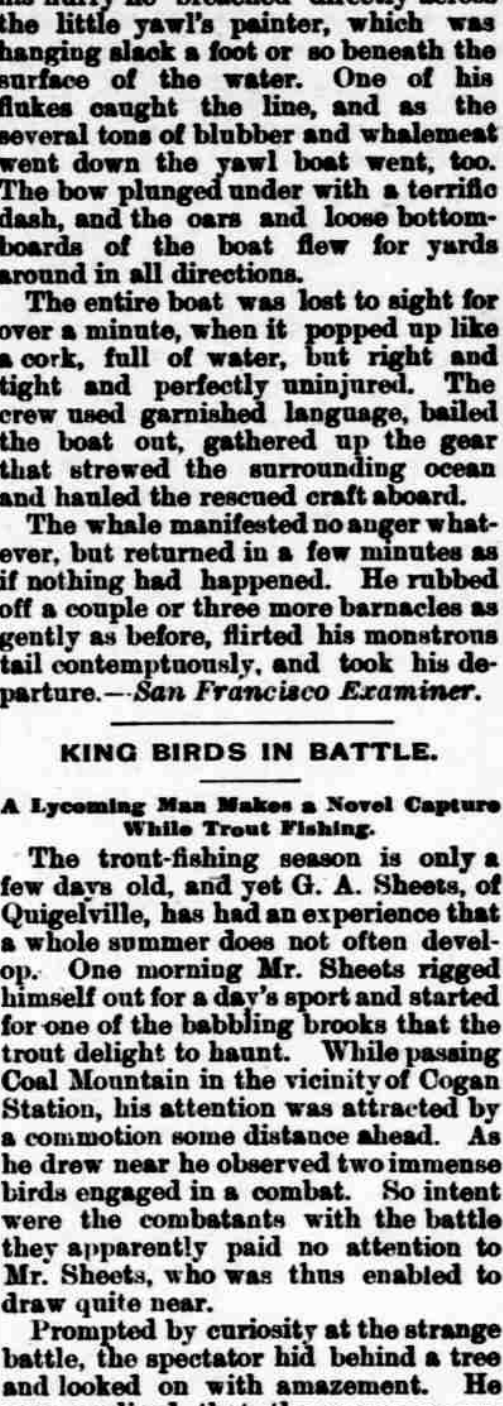 the little yawl's painter, which was
hanging slack a foot or so beneath the
surface of the water. One of his
flukes caught the line, and as the
several tons of blubber and whalemeat
went down the yawl boat went, too.
The bow plunged under with a terrific
dash, and the oars and loose bottom-
boards of the boat flew for yards
around in all directions.
The entire boat was lost to sight for
over a minute, when it popped up like
a cork, full of water, but right and
tight and perfectly uninjured. The
crew used garnished language, bailed
the boat out, gathered up the gear
that strewed the surrounding ocean
and hauled the rescued craft aboard.
The whale manifested no anger what-
ever, but returned in a few minutes as
if nothing had happened. He rubbed
off a couple or three more barnacles as
gently as before, flirted his monstrous
tail contemptuously, and took his de-
parture.—San Francisco Examiner.
KING BIRDS IN BATTLE.
A Lycoming Man Makes a Novel Capture
While Trout Fishing.
The trout-fishing season is only a
few days old, and yet G. A. Sheets, of
Quigelville, has had an experience that
a whole summer does not often devel-
op. One morning Mr. Sheets rigged
himself out for a day's sport and started
for one of the babbling brooks that the
trout delight to haunt. While passing
Coal Mountain in the vicinity of Cogan
Station, his attention was attracted by
a commotion some distance ahead. As
he drew near he observed two immense
birds engaged in a combat. So intent
were the combatants with the battle
they apparently paid no attention to
Mr. Sheets, who was thus enabled to
draw quite near.
Prompted by curiosity at the strange
battle, the spectator hid behind a tree
and looked on with amazement. He